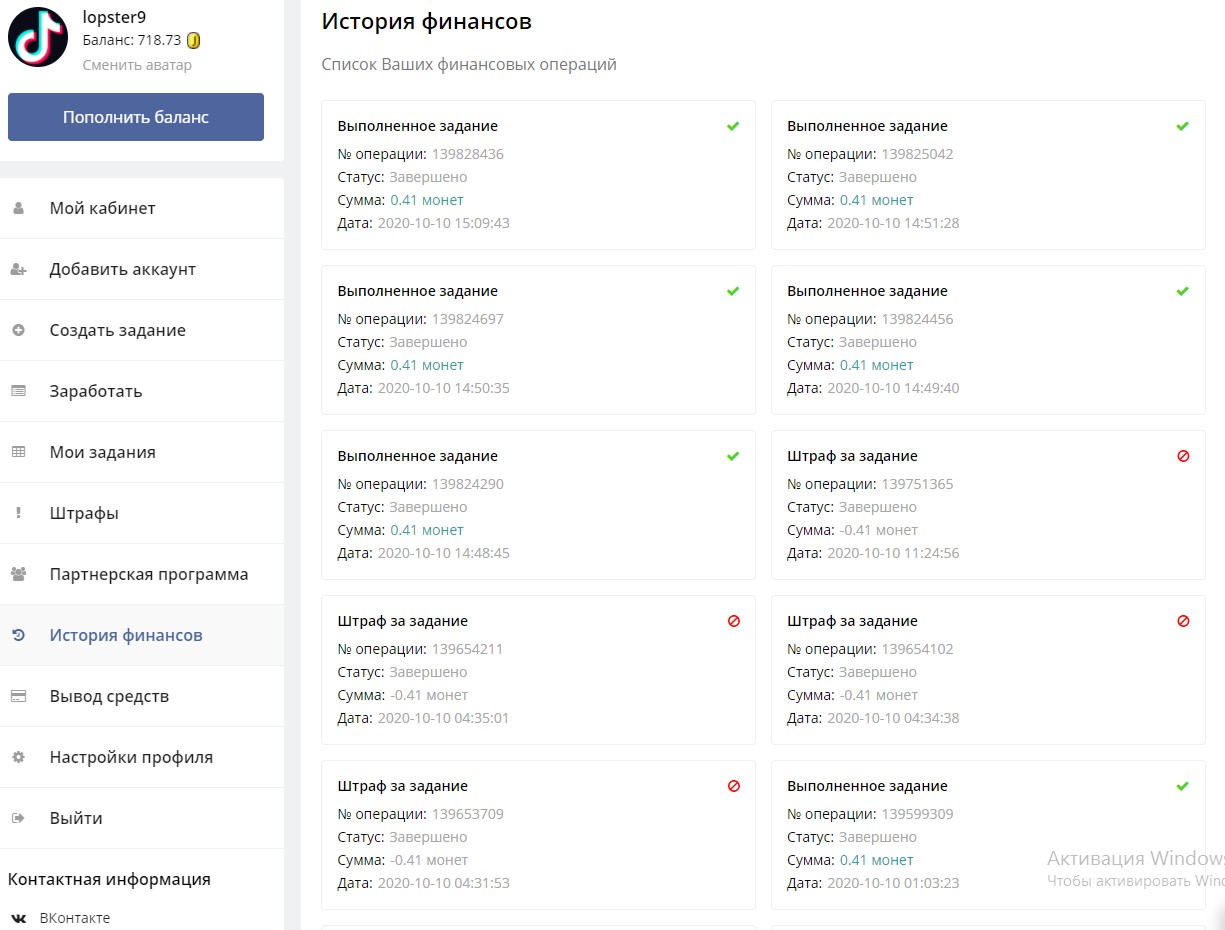 lopster9
Баланс: 718.73
Сменить аватар
Пополнить баланс
Мой кабинет
Добавить аккаунт
Создать задание
Заработать
Мои задания
Штрафы
Партнерская программа
История финансов
Вывод средств
Настройки профиля
Выйти
Контактная информация
ВКонтакте
История финансов
Список Ваших финансовых операций
Выполненное задание
№ операции: 139828436
Статус: Завершено
Сумма: 0.41 монет
Дата: 2020-10-10 15:09:43
Выполненное задание
№ операции: 139825042
Статус: Завершено
Сумма: 0.41 монет
Дата: 2020-10-10 14:51:28
Выполненное задание
№ операции: 139824697
Статус: Завершено
Сумма: 0.41 монет
Дата: 2020-10-10 14:50:35
Выполненное задание
№ операции: 139824456
Статус: Завершено
Сумма: 0.41 монет
Дата: 2020-10-10 14:49:40
Выполненное задание
№ операции: 139824290
Статус: Завершено
Сумма: 0.41 монет
Дата: 2020-10-10 14:48:45
Штраф за задание
№ операции: 139751365
Статус: Завершено
Сумма: -0.41 монет
Дата: 2020-10-10 11:24:56
Штраф за задание
№ операции: 139654211
Статус: Завершено
Сумма: -0.41 монет
Дата: 2020-10-10 04:35:01
Штраф за задание
№ операции: 139654102
Статус: Завершено
Сумма: -0.41 монет
Дата: 2020-10-10 04:34:38
Штраф за задание
№ операции: 139653709
Статус: Завершено
Сумма: -0.41 монет
Дата: 2020-10-10 04:31:53
Выполненное задание
№ операции: 139599309
Статус: Завершено
Сумма: 0.41 монет
Дата: 2020-10-10 01:03:23
Активация Windows
Чтобы активировать Winc